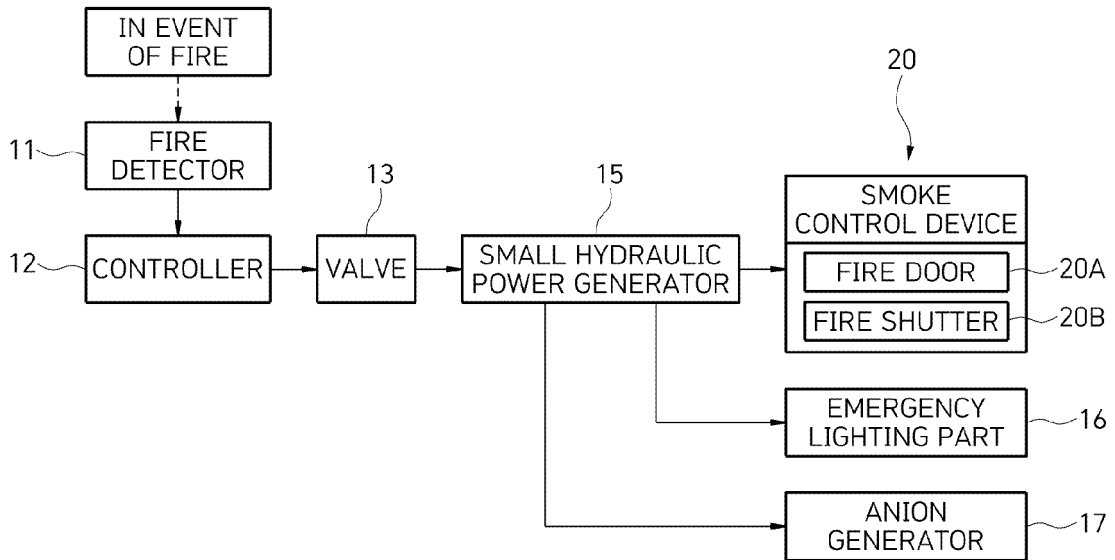 IN EVENT
OF FIRE
11
FIRE
DETECTOR
12
CONTROLLER
13
VALVE
15
SMALL HYDRAULIC
POWER GENERATOR
20
SMOKE
CONTROL DEVICE
FIRE DOOR
20A
FIRE SHUTTER
20B
EMERGENCY
LIGHTING PART
16
ANION
GENERATOR
17